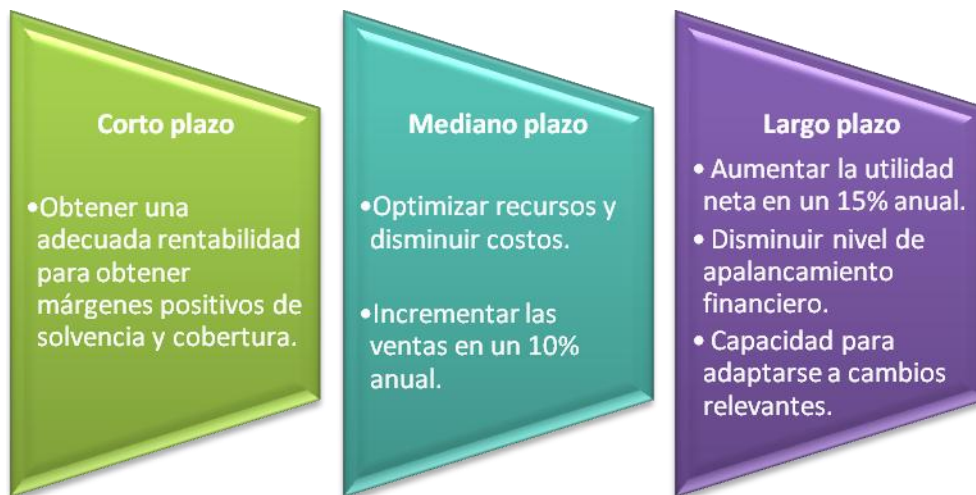 Corto plazo
•Obtener una
adecuada rentabilidad
para obtener
márgenes positivos de
solvencia y cobertura.
Mediano plazo
•Optimizar recursos y
disminuir costos.
•Incrementar las
ventas en un 10%
anual.
Largo plazo
• Aumentar la utilidad
neta en un 15% anual.
• Disminuir nivel de
apalancamiento
financiero.
• Capacidad para
adaptarse a cambios
relevantes.